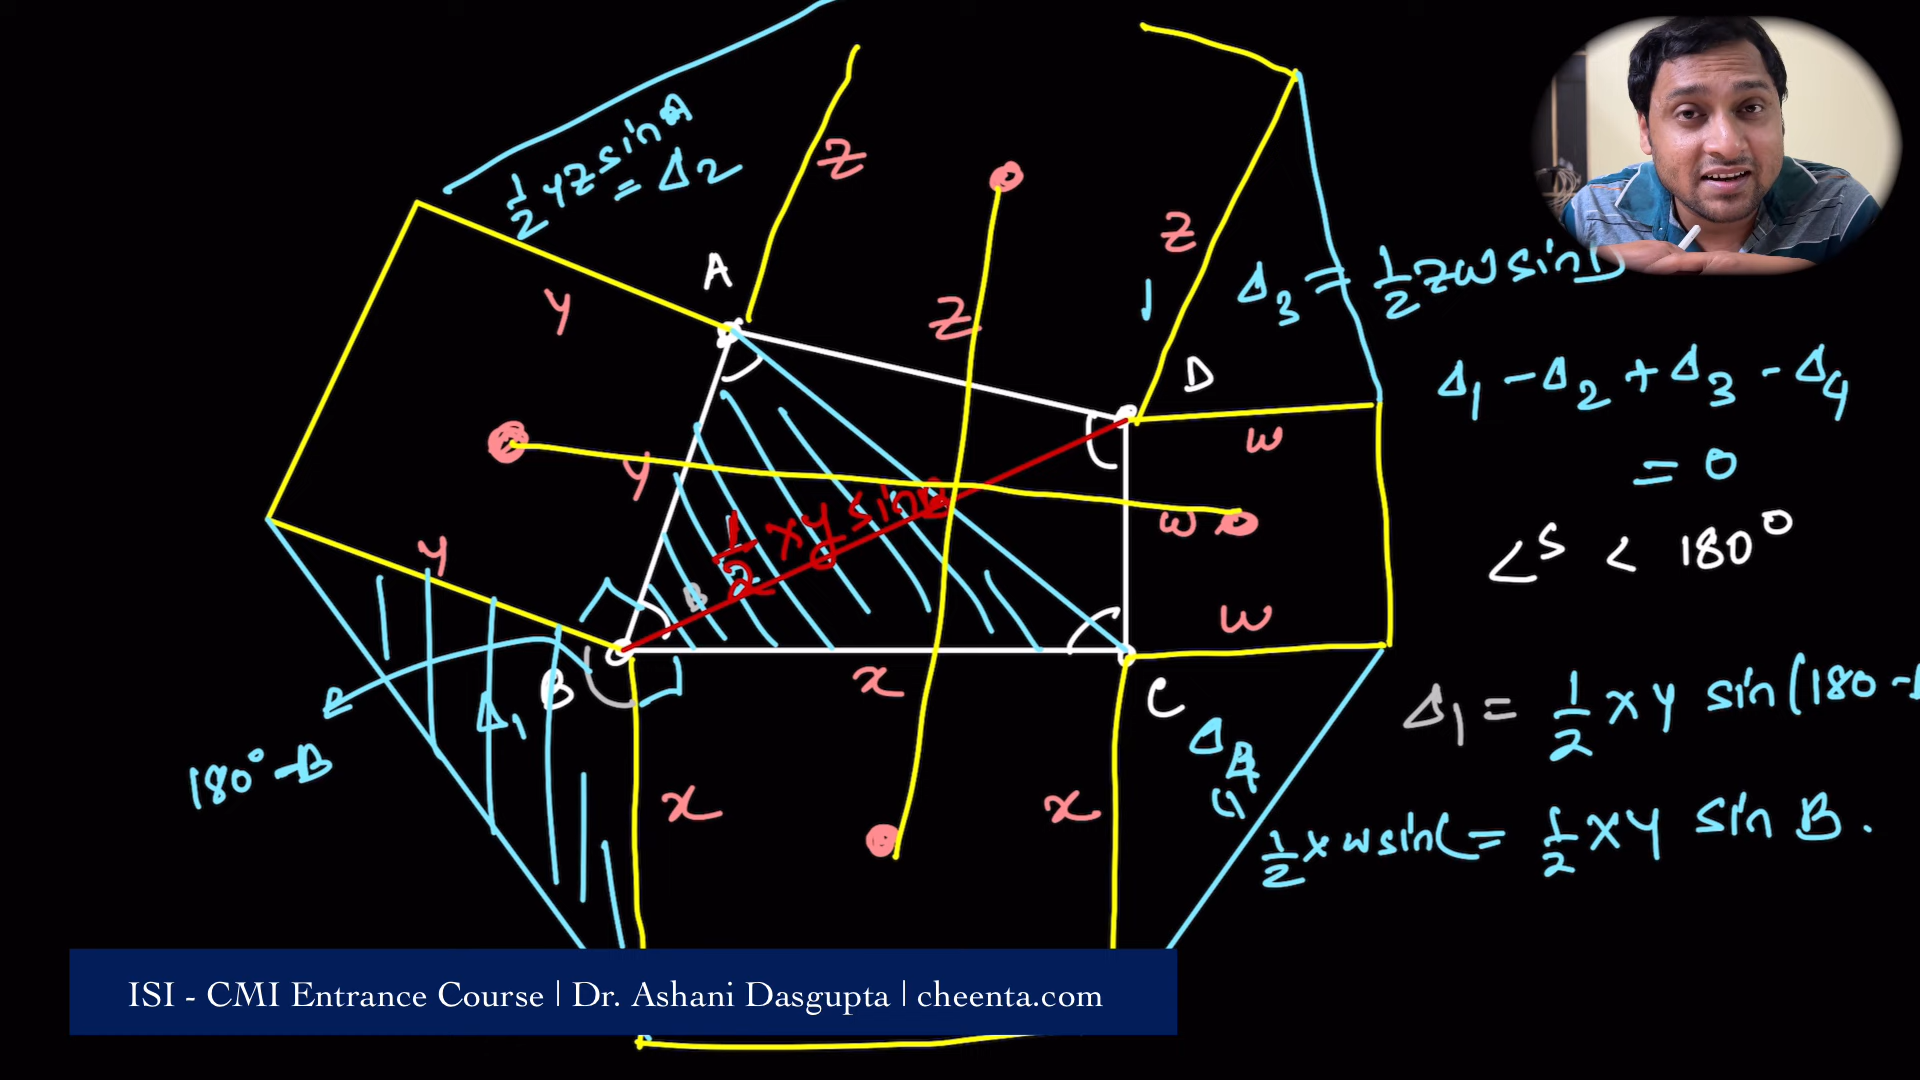 ½ yz sin A
= Δ2
z
A
y
z
z
Δ3 = ½ zw sin D
D
Δ1 - Δ2 + Δ3 - Δ4
= 0
w
y
y
w
½ xy sin B
B
∠s < 180°
w
x
B
C
Δ1
Δ4
Δ1 = ½ xy sin(180 -
180° - B
x
x
½ xw sin C = ½ xy sin B.
ISI - CMI Entrance Course | Dr. Ashani Dasgupta | cheenta.com